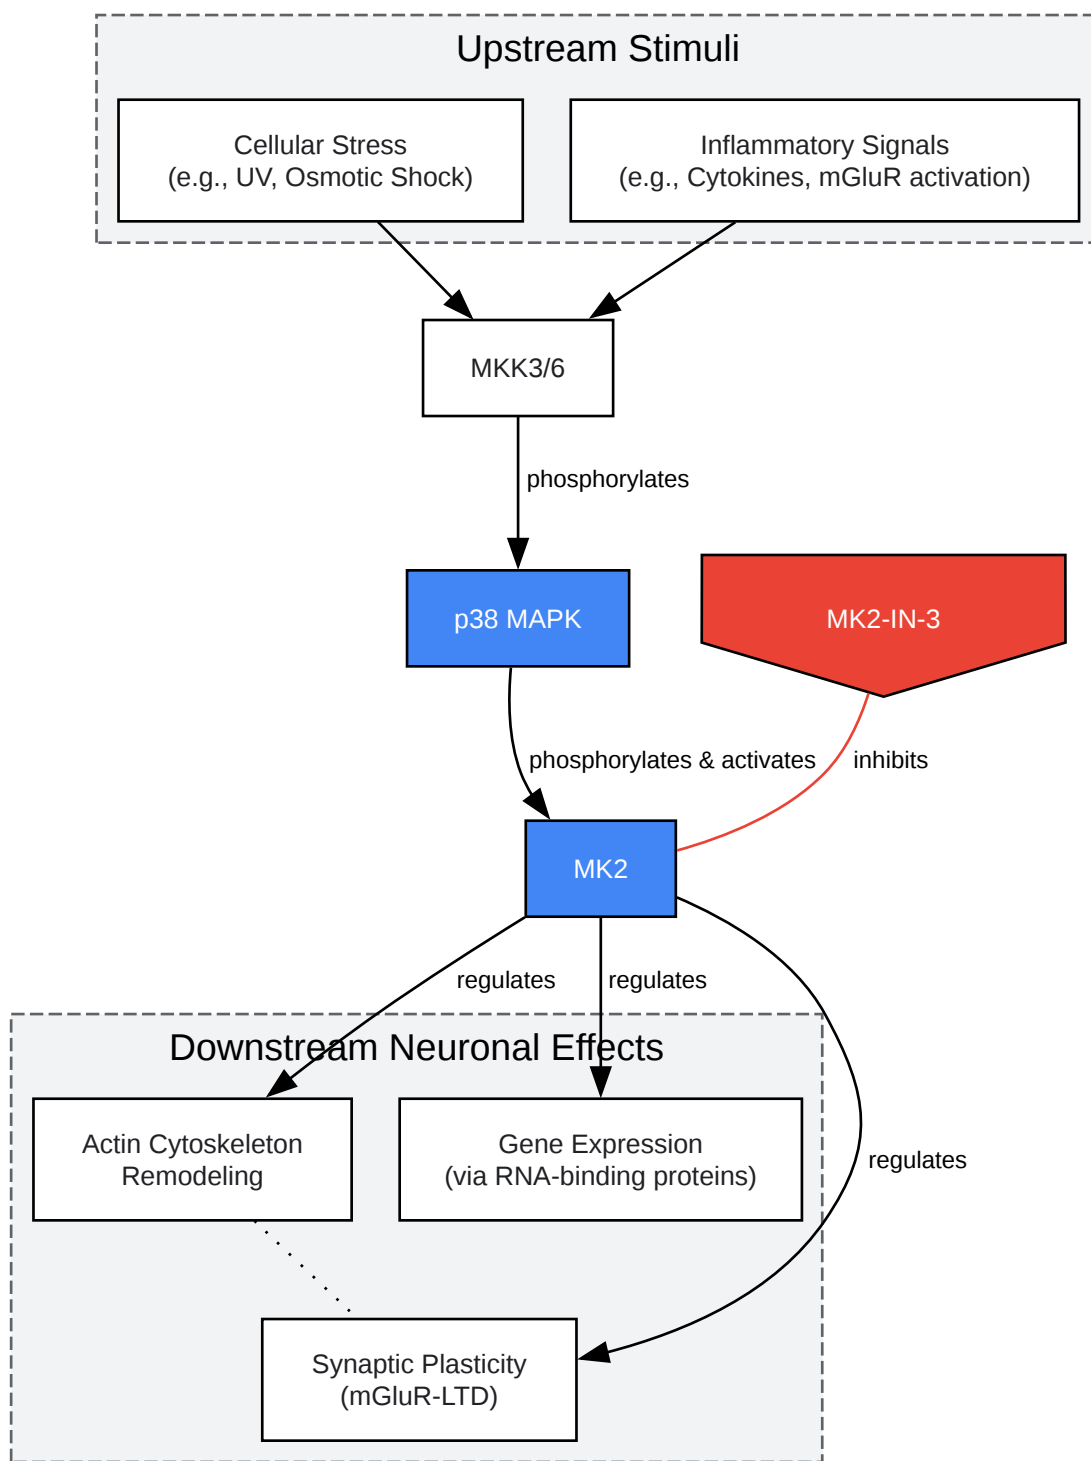 Upstream Stimuli
Cellular Stress
(e.g., UV, Osmotic Shock)
Inflammatory Signals
(e.g., Cytokines, mGluR activation)
MKK3/6
phosphorylates
p38 MAPK
MK2-IN-3
phosphorylates & activates
inhibits
MK2
regulates
regulates
Downstream Neuronal Effects
Actin Cytoskeleton
Remodeling
Gene Expression
(via RNA-binding proteins)
regulates
Synaptic Plasticity
(mGluR-LTD)